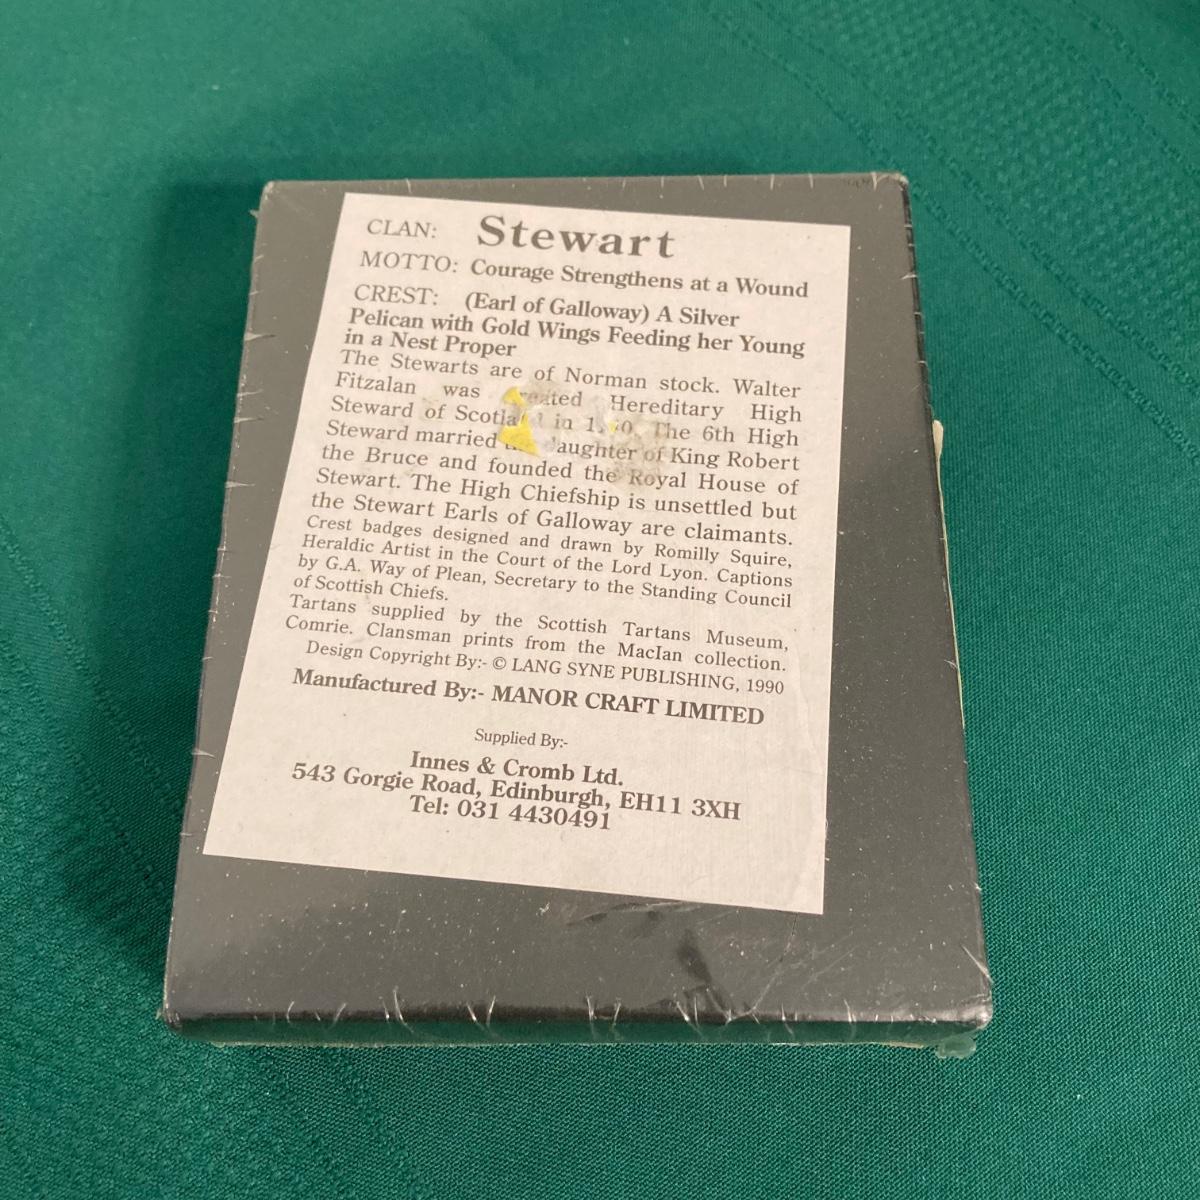 CLAN: Stewart
MOTTO: Courage Strengthens at a Wound
CREST: (Earl of Galloway) A Silver
Pelican with Gold Wings Feeding her Young
in a Nest Proper
The Stewarts are of Norman stock. Walter
Fitzalan was created Hereditary High
Steward of Scotland in The 6th High
Steward married daughter of King Robert
the Bruce and founded the Royal House of
Stewart. The High Chiefship is unsettled but
the Stewart Earls of Galloway are claimants.
Crest badges designed and drawn by Romilly Squire,
Heraldic Artist in the Court of the Lord Lyon. Captions
by G.A. Way of Plean, Secretary to the Standing Council
of Scottish Chiefs.
Tartans supplied by the Scottish Tartans Museum,
Comrie. Clansman prints from the MacIan collection.
Design Copyright By:- © LANG SYNE PUBLISHING, 1990
Manufactured By:- MANOR CRAFT LIMITED
Supplied By:-
Innes & Cromb Ltd.
543 Gorgie Road, Edinburgh, EH11 3XH
Tel: 031 4430491